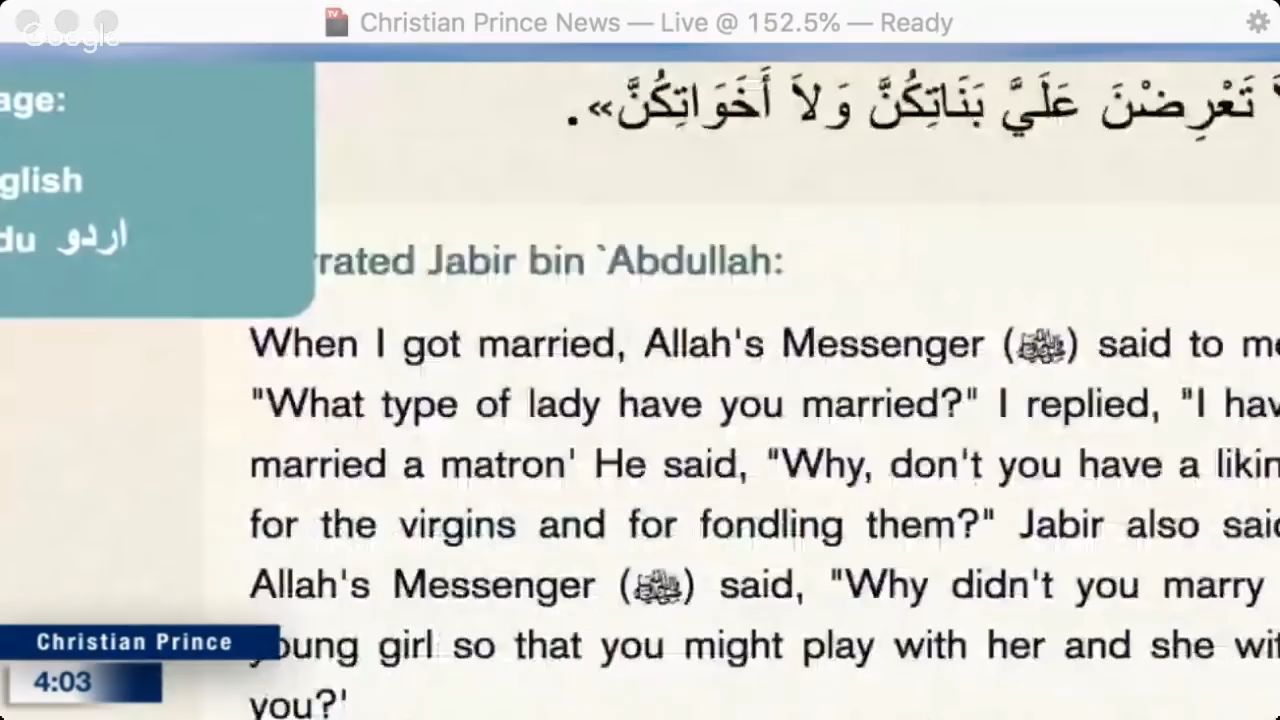 Christian Prince News — Live @ 152.5% — Ready
Google
age:
glish
du اردو
تَعْرِضْنَ عَلَىَّ بَنَاتِكُنَّ وَلاَ أَخَوَاتِكُنَّ».
rrated Jabir bin `Abdullah:
When I got married, Allah's Messenger (ﷺ) said to me
"What type of lady have you married?" I replied, "I hav
married a matron' He said, "Why, don't you have a likin
for the virgins and for fondling them?" Jabir also said
Allah's Messenger (ﷺ) said, "Why didn't you marry
young girl so that you might play with her and she wit
you?'
Christian Prince
4:03